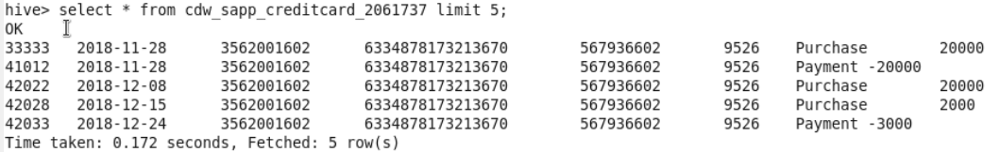 hive> select * from cdw_sapp_creditcard_2061737 limit 5;
OK
33333 2018-11-28 3562001602 6334878173213670 567936602 9526 Purchase 20000
41012 2018-11-28 3562001602 6334878173213670 567936602 9526 Payment -20000
42022 2018-12-08 3562001602 6334878173213670 567936602 9526 Purchase 20000
42028 2018-12-15 3562001602 6334878173213670 567936602 9526 Purchase 2000
42033 2018-12-24 3562001602 6334878173213670 567936602 9526 Payment -3000
Time taken: 0.172 seconds, Fetched: 5 row(s)